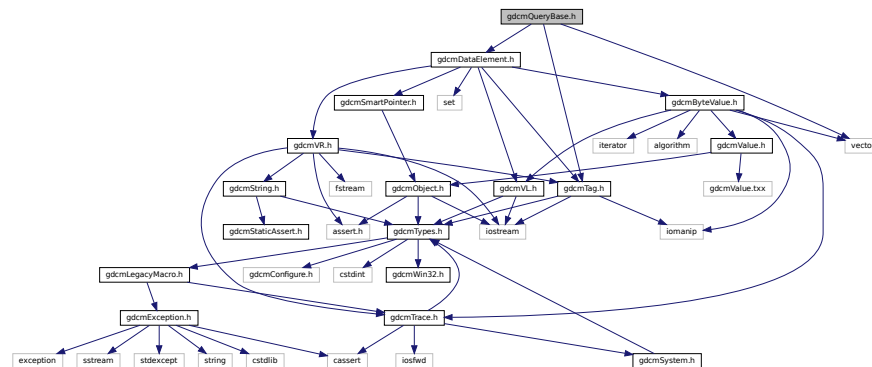 gdcmQueryBase.h
gdcmDataElement.h
gdcmSmartPointer.h
set
gdcmByteValue.h
gdcmVR.h
iterator
algorithm
gdcmValue.h
vector
gdcmString.h
fstream
gdcmObject.h
gdcmVL.h
gdcmTag.h
gdcmValue.txx
gdcmStaticAssert.h
assert.h
gdcmTypes.h
iostream
iomanip
gdcmLegacyMacro.h
gdcmConfigure.h
cstdint
gdcmWin32.h
gdcmException.h
gdcmTrace.h
exception
sstream
stdexcept
string
cstdlib
cassert
iosfwd
gdcmSystem.h